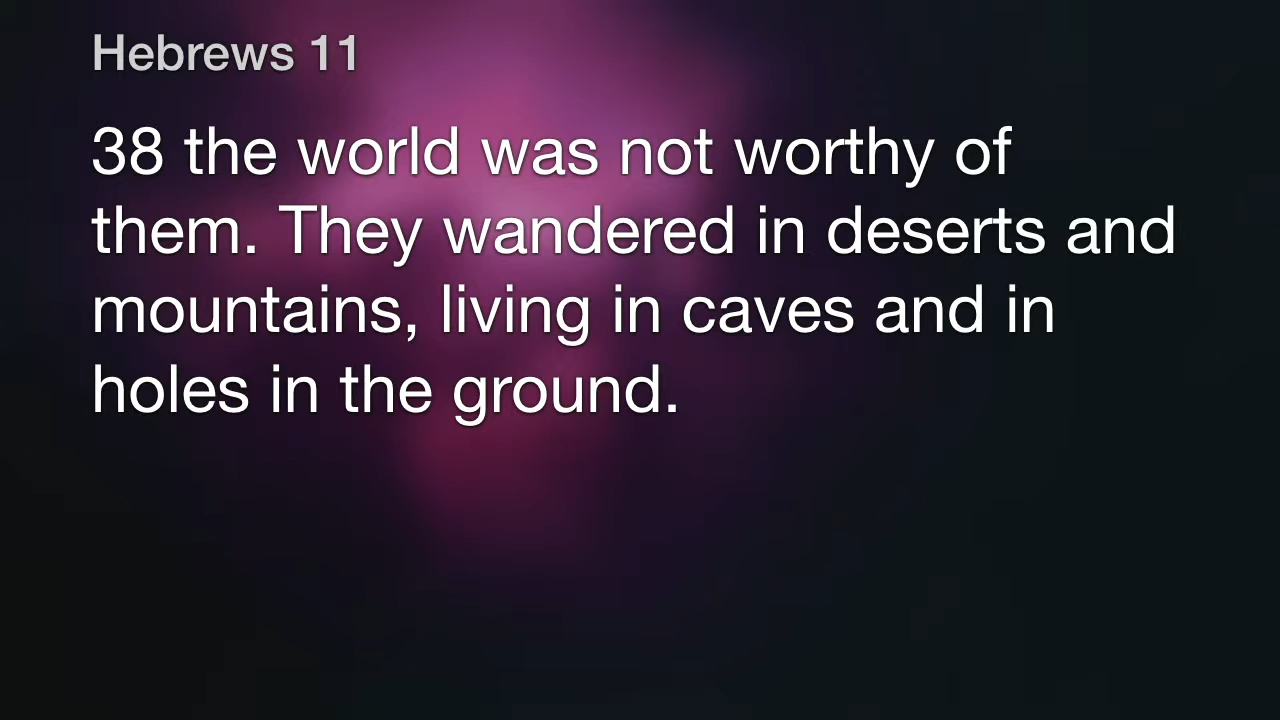 Hebrews 11
38 the world was not worthy of
them. They wandered in deserts and
mountains, living in caves and in
holes in the ground.